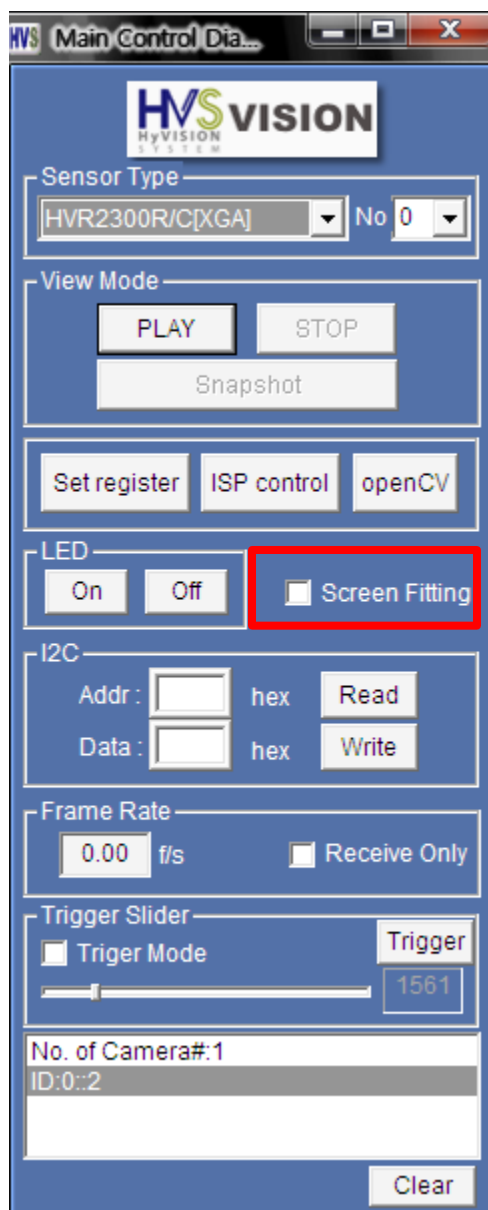 HVS Main Control Dia...
HVS VISION
HyVISION
SYSTEM
Sensor Type
HVR2300R/C[XGA] No 0
View Mode
PLAY STOP
Snapshot
Set register ISP control openCV
LED
On Off Screen Fitting
I2C
Addr : hex Read
Data : hex Write
Frame Rate
0.00 f/s Receive Only
Trigger Slider
Triger Mode Trigger
1561
No. of Camera#:1
ID:0::2
Clear